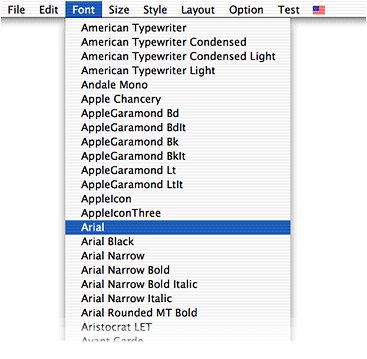 File Edit Font Size Style Layout Option Test
American Typewriter
American Typewriter Condensed
American Typewriter Condensed Light
American Typewriter Light
Andale Mono
Apple Chancery
AppleGaramond Bd
AppleGaramond BdIt
AppleGaramond Bk
AppleGaramond BkIt
AppleGaramond Lt
AppleGaramond LtIt
AppleIcon
AppleIconThree
Arial
Arial Black
Arial Narrow
Arial Narrow Bold
Arial Narrow Bold Italic
Arial Narrow Italic
Arial Rounded MT Bold
Aristocrat LET
Avant Garde